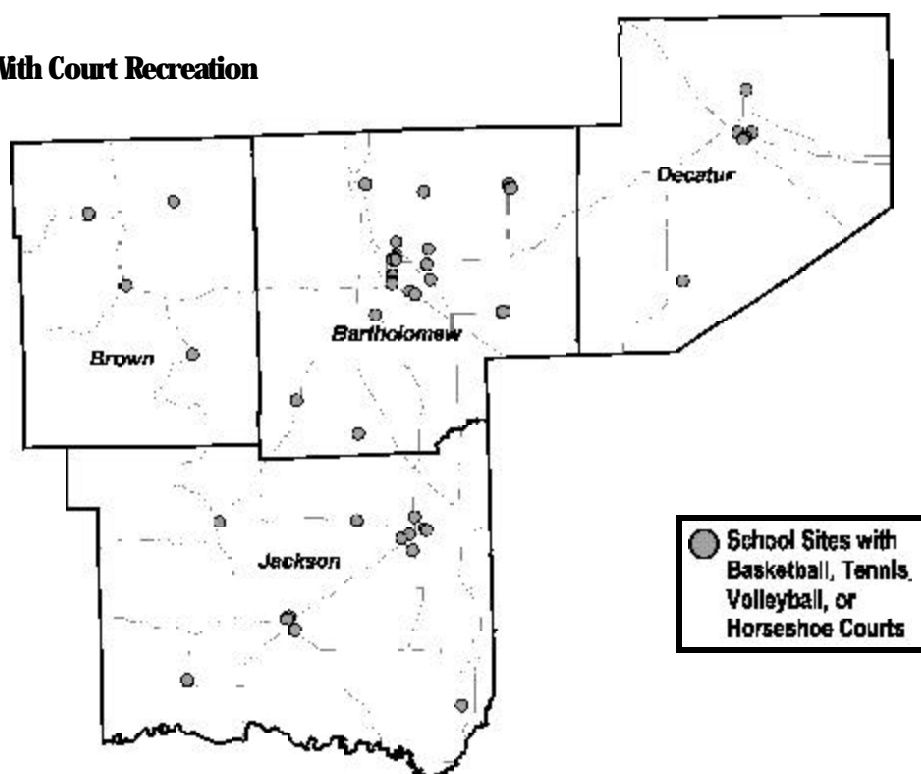 With Court Recreation
Decatur
Bartholomew
Brown
Jackson
School Sites with
Basketball, Tennis,
Volleyball, or
Horseshoe Courts